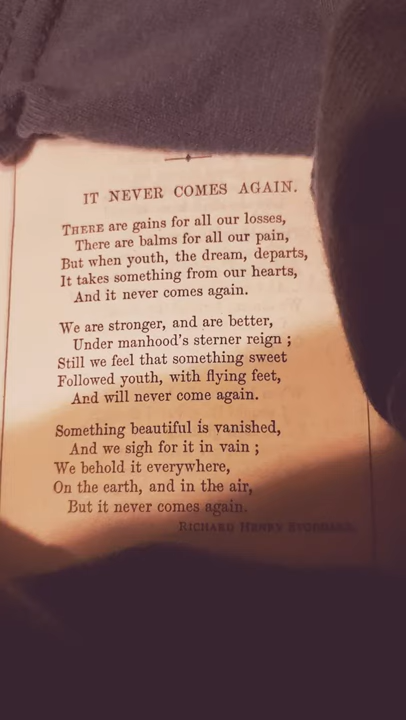 IT NEVER COMES AGAIN.
THERE are gains for all our losses,
There are balms for all our pain,
But when youth, the dream, departs,
It takes something from our hearts,
And it never comes again.
We are stronger, and are better,
Under manhood's sterner reign ;
Still we feel that something sweet
Followed youth, with flying feet,
And will never come again.
Something beautiful is vanished,
And we sigh for it in vain ;
We behold it everywhere,
On the earth, and in the air,
But it never comes again.
RICHARD HENRY STODDARD.